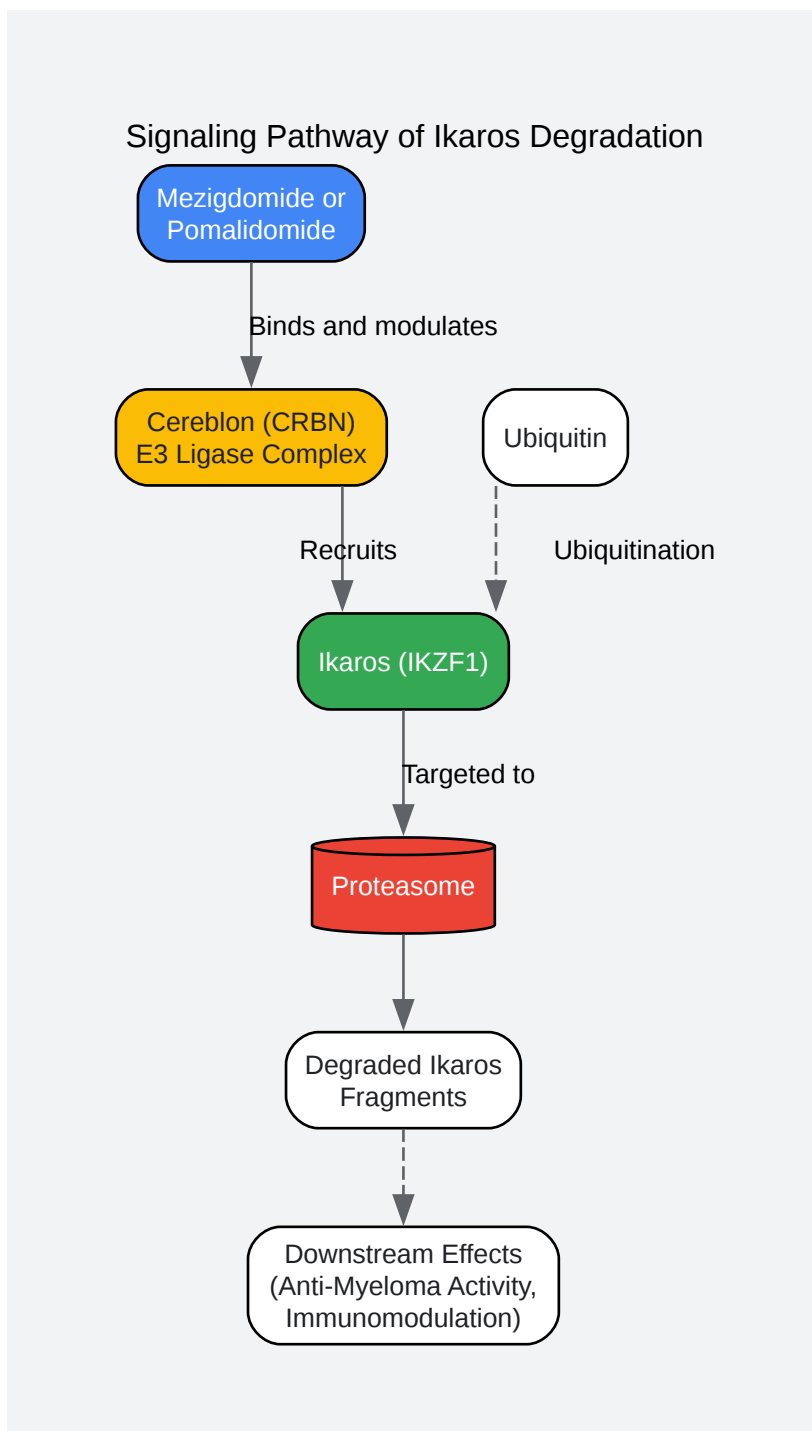 Signaling Pathway of Ikaros Degradation
Mezigdomide or
Pomalidomide
Binds and modulates
Cereblon (CRBN)
E3 Ligase Complex
Ubiquitin
Recruits
Ubiquitination
Ikaros (IKZF1)
Targeted to
Proteasome
Degraded Ikaros
Fragments
Downstream Effects
(Anti-Myeloma Activity,
Immunomodulation)